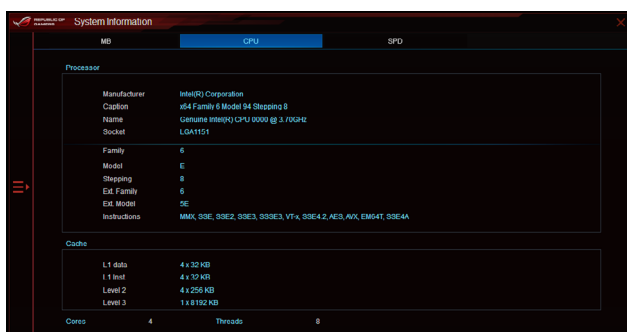 REPUBLIC OF GAMERS System Information
MB CPU SPD
Processor
Manufacturer Intel(R) Corporation
Caption x64 Family 6 Model 94 Stepping 8
Name Genuine Intel(R) CPU 0000 @ 3.70GHz
Socket LGA1151
Family 6
Model E
Stepping 8
Ext. Family 6
Ext. Model 5E
Instructions MMX, SSE, SSE2, SSE3, SSSE3, VT-x, SSE4.2, AES, AVX, EM64T, SSE4A
Cache
L1 data 4 x 32 KB
L1 Inst. 4 x 32 KB
Level 2 4 x 256 KB
Level 3 1 x 8192 KB
Cores 4 Threads 8